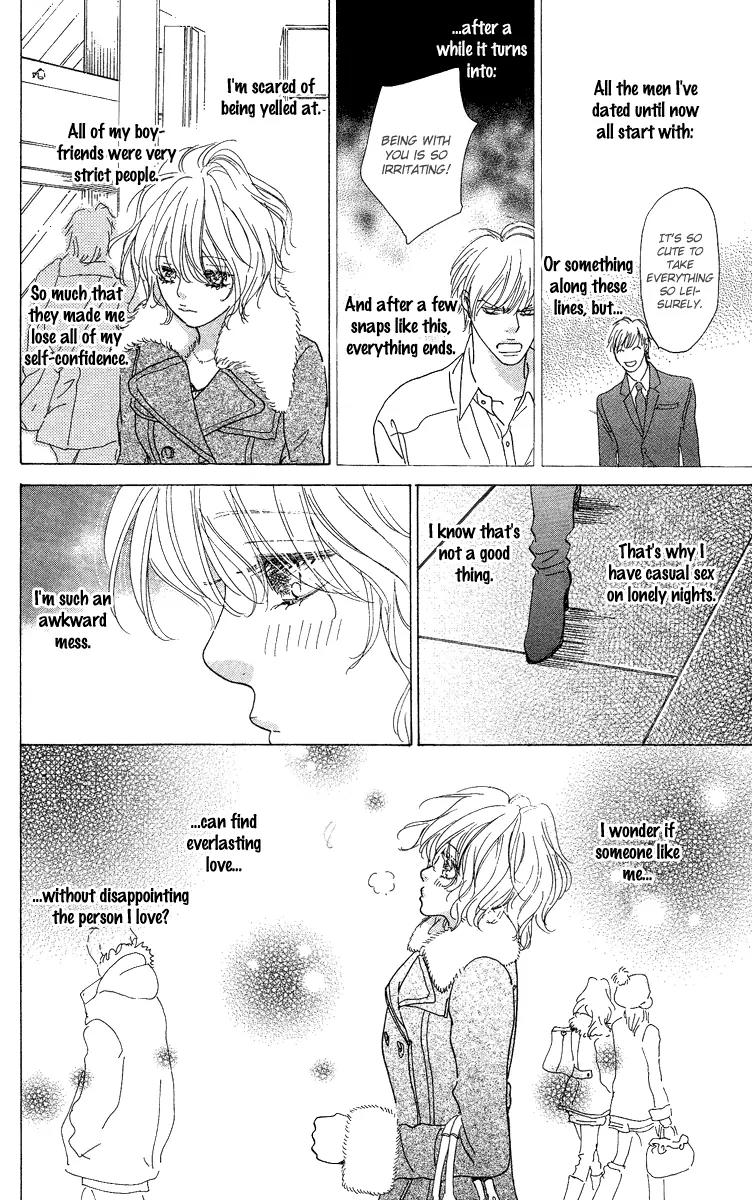 All the men I've
dated until now
all start with:
IT'S SO
CUTE TO
TAKE
EVERYTHING
SO LEI-
SURELY.
Or something
along these
lines, but...
...after a
while it turns
into:
BEING WITH
YOU IS SO
IRRITATING!
And after a few
snaps like this,
everything ends.
I'm scared of
being yelled at.
All of my boy-
friends were very
strict people.
So much that
they made me
lose all of my
self-confidence.
That's why I
have casual sex
on lonely nights.
I know that's
not a good
thing.
I'm such an
awkward
mess.
I wonder if
someone like
me...
...can find
everlasting
love...
...without disappointing
the person I love?